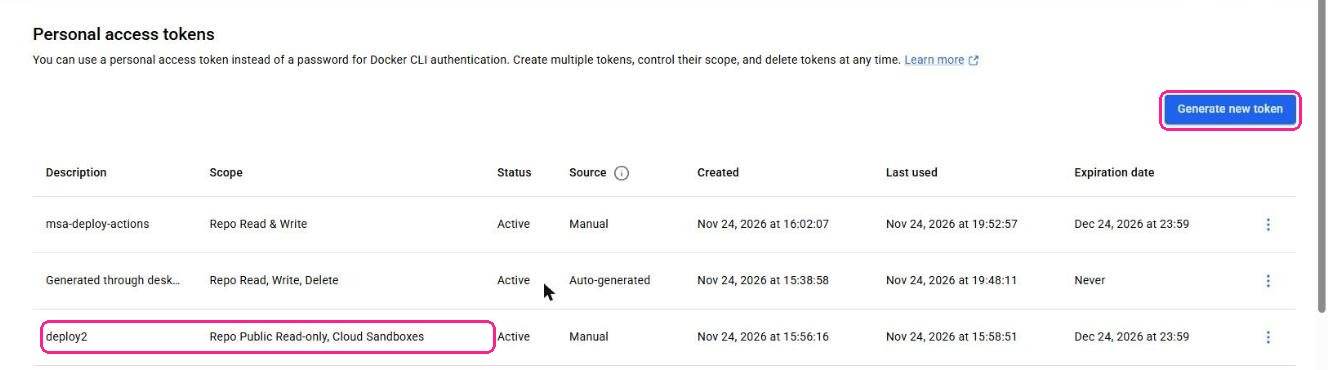 Personal access tokens
You can use a personal access token instead of a password for Docker CLI authentication. Create multiple tokens, control their scope, and delete tokens at any time. Learn more
Generate new token
Description Scope Status Source Created Last used Expiration date
msa-deploy-actions Repo Read & Write Active Manual Nov 24, 2026 at 16:02:07 Nov 24, 2026 at 19:52:57 Dec 24, 2026 at 23:59
Generated through desk... Repo Read, Write, Delete Active Auto-generated Nov 24, 2026 at 15:38:58 Nov 24, 2026 at 19:48:11 Never
deploy2 Repo Public Read-only, Cloud Sandboxes Active Manual Nov 24, 2026 at 15:56:16 Nov 24, 2026 at 15:58:51 Dec 24, 2026 at 23:59